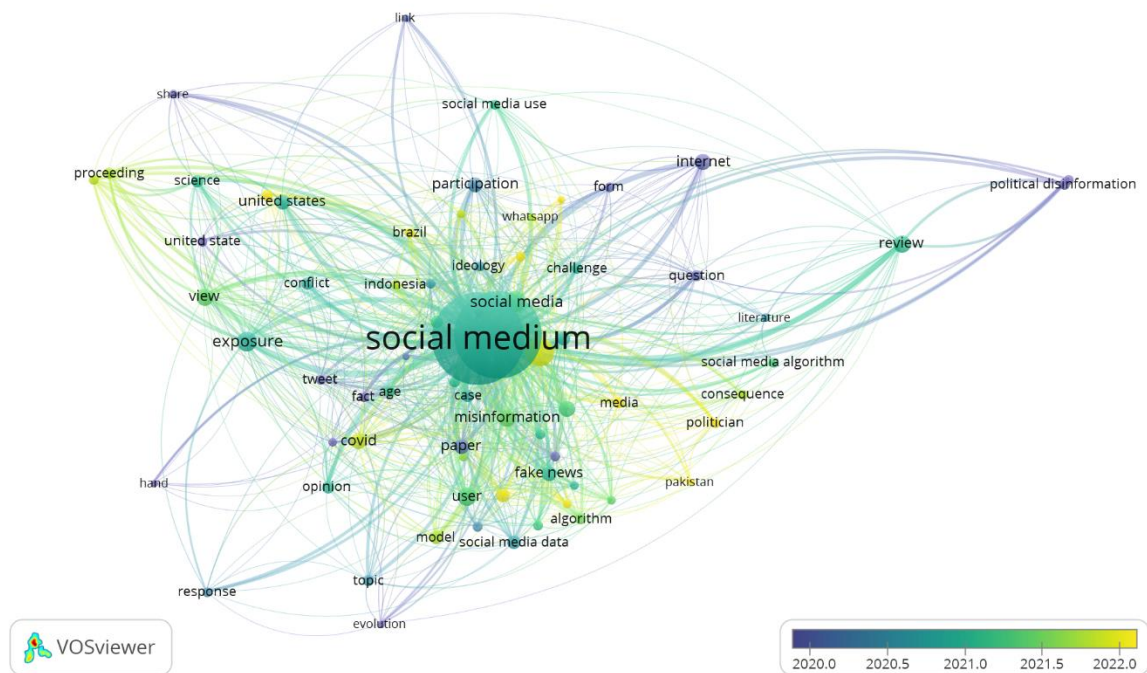 link
share
social media use
proceeding
science
internet
participation
form
political disinformation
united states
whatsapp
brazil
united state
review
ideology
challenge
question
conflict
indonesia
view
social media
literature
social medium
exposure
social media algorithm
tweet
age
case
consequence
fact
media
misinformation
politician
covid
paper
fake news
hand
opinion
pakistan
user
algorithm
model
social media data
topic
response
evolution
VOSviewer
2020.0 2020.5 2021.0 2021.5 2022.0